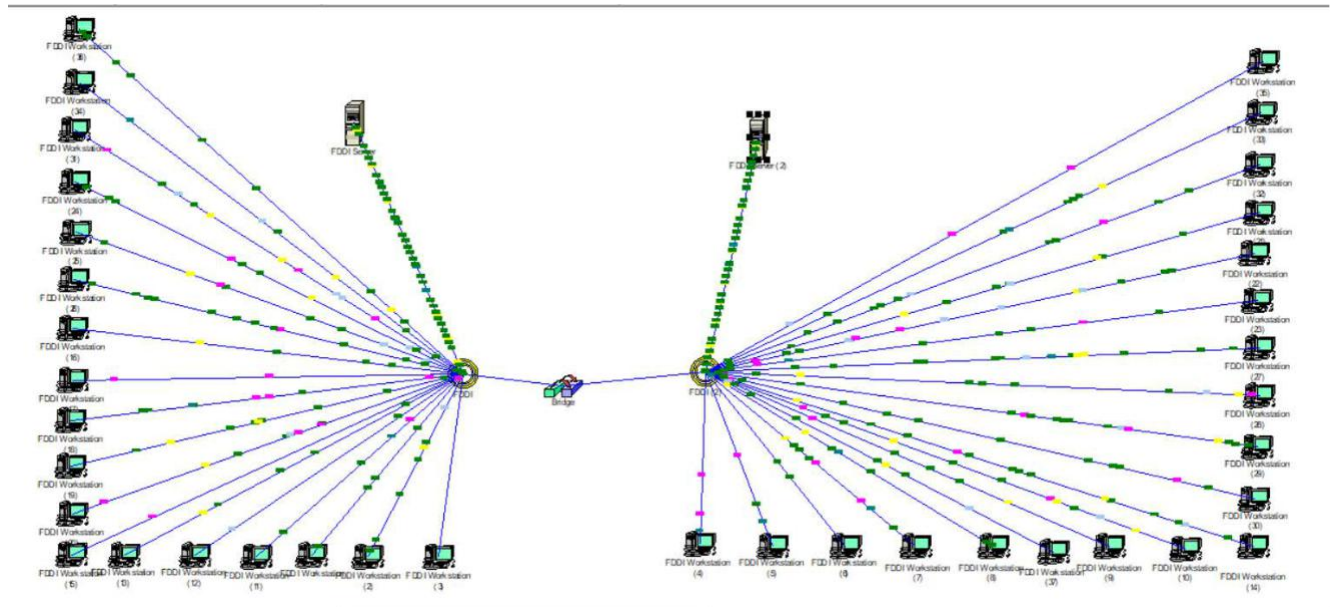 FDDI Workstation
(36)
FDDI Workstation
(34)
FDDI Workstation
(31)
FDDI Workstation
(24)
FDDI Workstation
(25)
FDDI Workstation
FDDI Workstation
(16)
FDDI Workstation
FDDI Workstation
(18)
FDDI Workstation
(19)
FDDI Workstation
FDDI Workstation
(15)
FDDI Workstation
(13)
FDDI Workstation
(12)
FDDI Workstation
(11)
FDDI Workstation
FDDI Workstation
(2)
FDDI Workstation
(3)
FDDI Server
FDDI
Bridge
FDDI Server (2)
FDDI (2)
FDDI Workstation
(35)
FDDI Workstation
(33)
FDDI Workstation
(32)
FDDI Workstation
FDDI Workstation
(22)
FDDI Workstation
(23)
FDDI Workstation
(27)
FDDI Workstation
FDDI Workstation
(29)
FDDI Workstation
(30)
FDDI Workstation
(4)
FDDI Workstation
(5)
FDDI Workstation
(6)
FDDI Workstation
(7)
FDDI Workstation
(8)
FDDI Workstation
(37)
FDDI Workstation
(9)
FDDI Workstation
(10)
FDDI Workstation
(14)